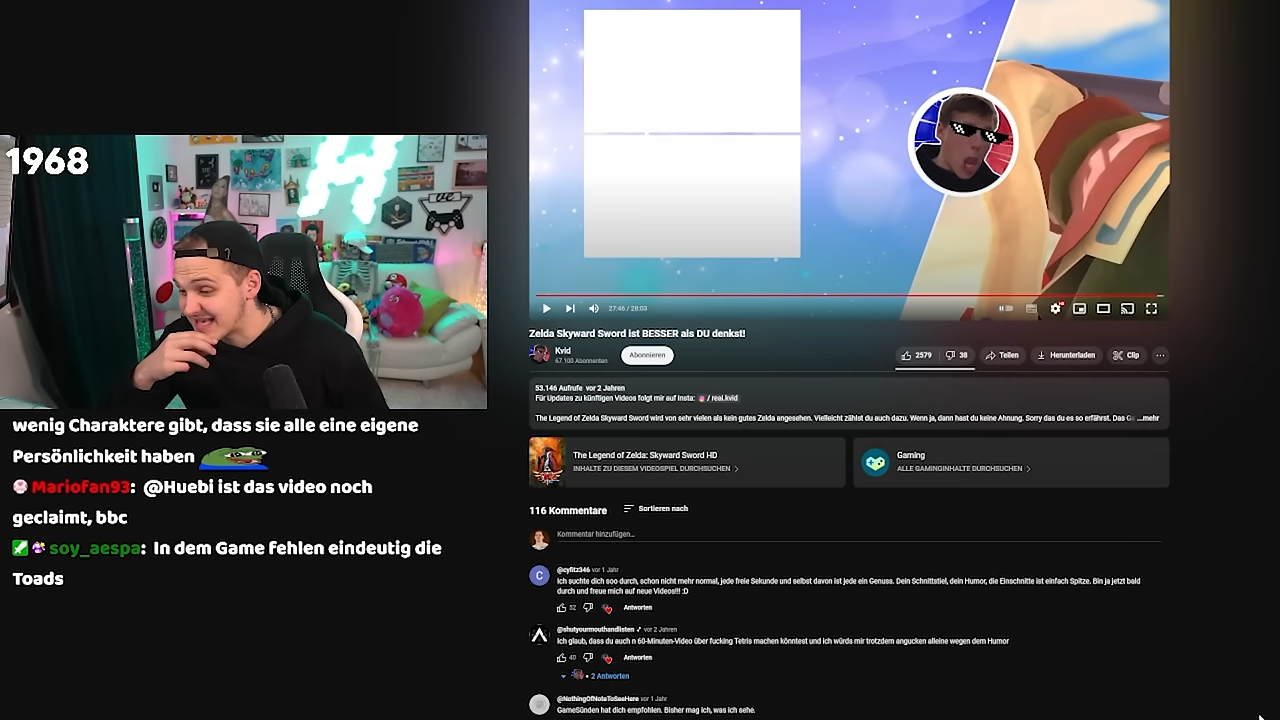 1968
wenig Charaktere gibt, dass sie alle eine eigene
Persönlichkeit haben
Mariofan93: @Huebi ist das video noch
geclaimt, bbc
soy_aespa: In dem Game fehlen eindeutig die
Toads
27:46 / 28:03
Zelda Skyward Sword ist BESSER als DU denkst!
Kvid
67.100 Abonnenten
Abonnieren
2579
38
Teilen
Herunterladen
Clip
53.146 Aufrufe vor 2 Jahren
Für Updates zu künftigen Videos folgt mir auf Insta: / real.kvid
The Legend of Zelda Skyward Sword wird von sehr vielen als kein gutes Zelda angesehen. Vielleicht zählst du auch dazu. Wenn ja, dann hast du keine Ahnung. Sorry das du es so erfährst. Das Ga ...mehr
The Legend of Zelda: Skyward Sword HD
INHALTE ZU DIESEM VIDEOSPIEL DURCHSUCHEN
Gaming
ALLE GAMINGINHALTE DURCHSUCHEN
116 Kommentare
Sortieren nach
Kommentar hinzufügen...
C
@cyfitz346 vor 1 Jahr
Ich suchte dich soo durch, schon nicht mehr normal, jede freie Sekunde und selbst davon ist jede ein Genuss. Dein Schnittstiel, dein Humor, die Einschnitte ist einfach Spitze. Bin ja jetzt bald
durch und freue mich auf neue Videos!!! :D
52
Antworten
@shutyourmouthandlisten vor 2 Jahren
Ich glaub, dass du auch n 60-Minuten-Video über fucking Tetris machen könntest und ich würds mir trotzdem angucken alleine wegen dem Humor
40
Antworten
2 Antworten
@NothingOfNoteToSeeHere vor 1 Jahr
GameSünden hat dich empfohlen. Bisher mag ich, was ich sehe.